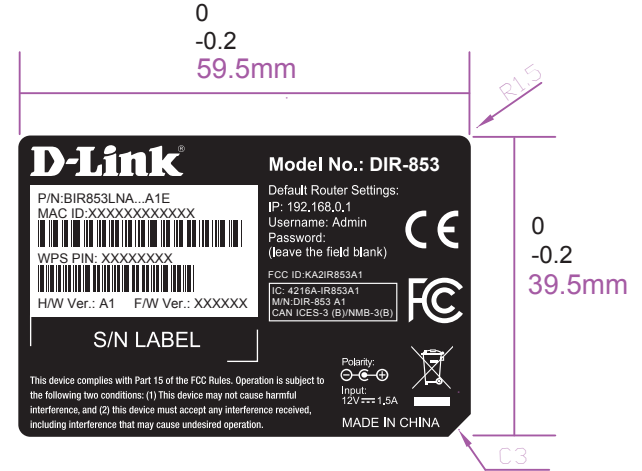 0
-0.2
59.5mm
R1.5
D-Link®
Model No.: DIR-853
P/N:BIR853LNA...A1E
MAC ID:XXXXXXXXXXXX
WPS PIN: XXXXXXXX
H/W Ver.: A1 F/W Ver.: XXXXXX
S/N LABEL
Default Router Settings:
IP: 192.168.0.1
Username: Admin
Password:
(leave the field blank)
CE
FCC ID:KA2IR853A1
IC: 4216A-IR853A1
M/N:DIR-853 A1
CAN ICES-3 (B)/NMB-3(B)
FC
0
-0.2
39.5mm
This device complies with Part 15 of the FCC Rules. Operation is subject to
the following two conditions: (1) This device may not cause harmful
interference, and (2) this device must accept any interference received,
including interference that may cause undesired operation.
Polarity:
Input:
12V⎓1.5A
MADE IN CHINA
C3